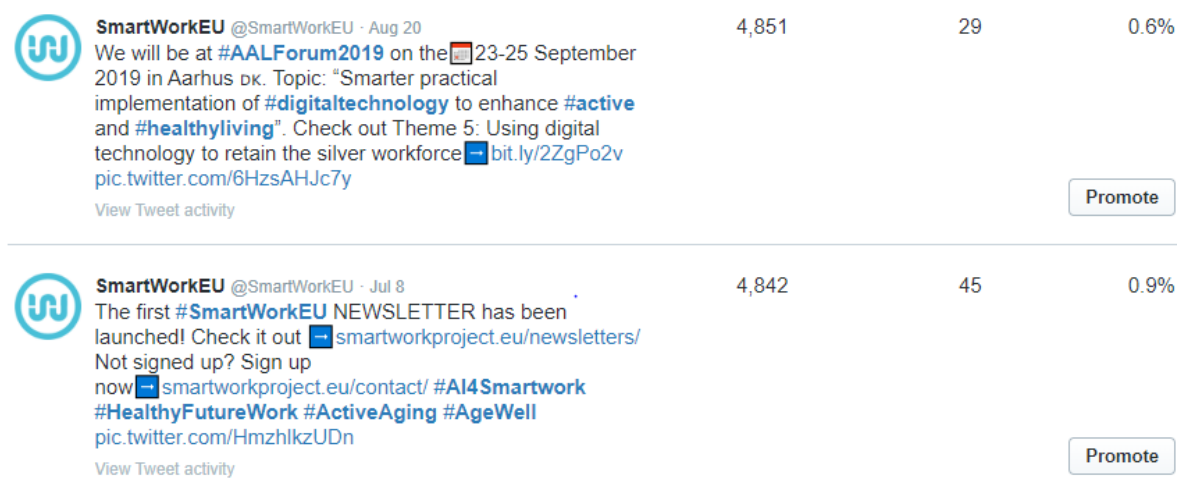 SmartWorkEU @SmartWorkEU · Aug 20 4,851 29 0.6%
We will be at #AALForum2019 on the 23-25 September
2019 in Aarhus DK. Topic: “Smarter practical
implementation of #digitaltechnology to enhance #active
and #healthyliving”. Check out Theme 5: Using digital
technology to retain the silver workforce➡bit.ly/2ZgPo2v
pic.twitter.com/6HzsAHJc7y
View Tweet activity
Promote
SmartWorkEU @SmartWorkEU · Jul 8 4,842 45 0.9%
The first #SmartWorkEU NEWSLETTER has been
launched! Check it out ➡smartworkproject.eu/newsletters/
Not signed up? Sign up
now➡smartworkproject.eu/contact/ #AI4Smartwork
#HealthyFutureWork #ActiveAging #AgeWell
pic.twitter.com/HmzhlkzUDn
View Tweet activity
Promote